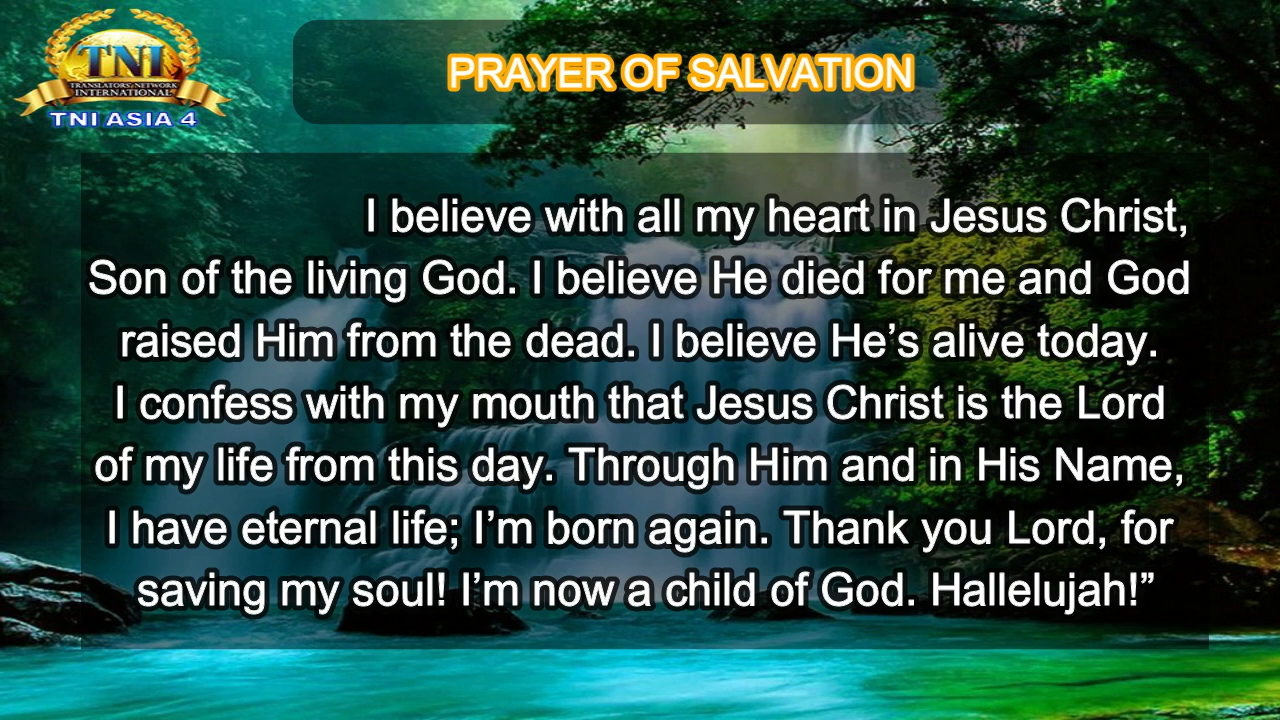 TNI
TRANSLATORS NETWORK
INTERNATIONAL
TNI ASIA 4
PRAYER OF SALVATION
I believe with all my heart in Jesus Christ,
Son of the living God. I believe He died for me and God
raised Him from the dead. I believe He’s alive today.
I confess with my mouth that Jesus Christ is the Lord
of my life from this day. Through Him and in His Name,
I have eternal life; I’m born again. Thank you Lord, for
saving my soul! I’m now a child of God. Hallelujah!”